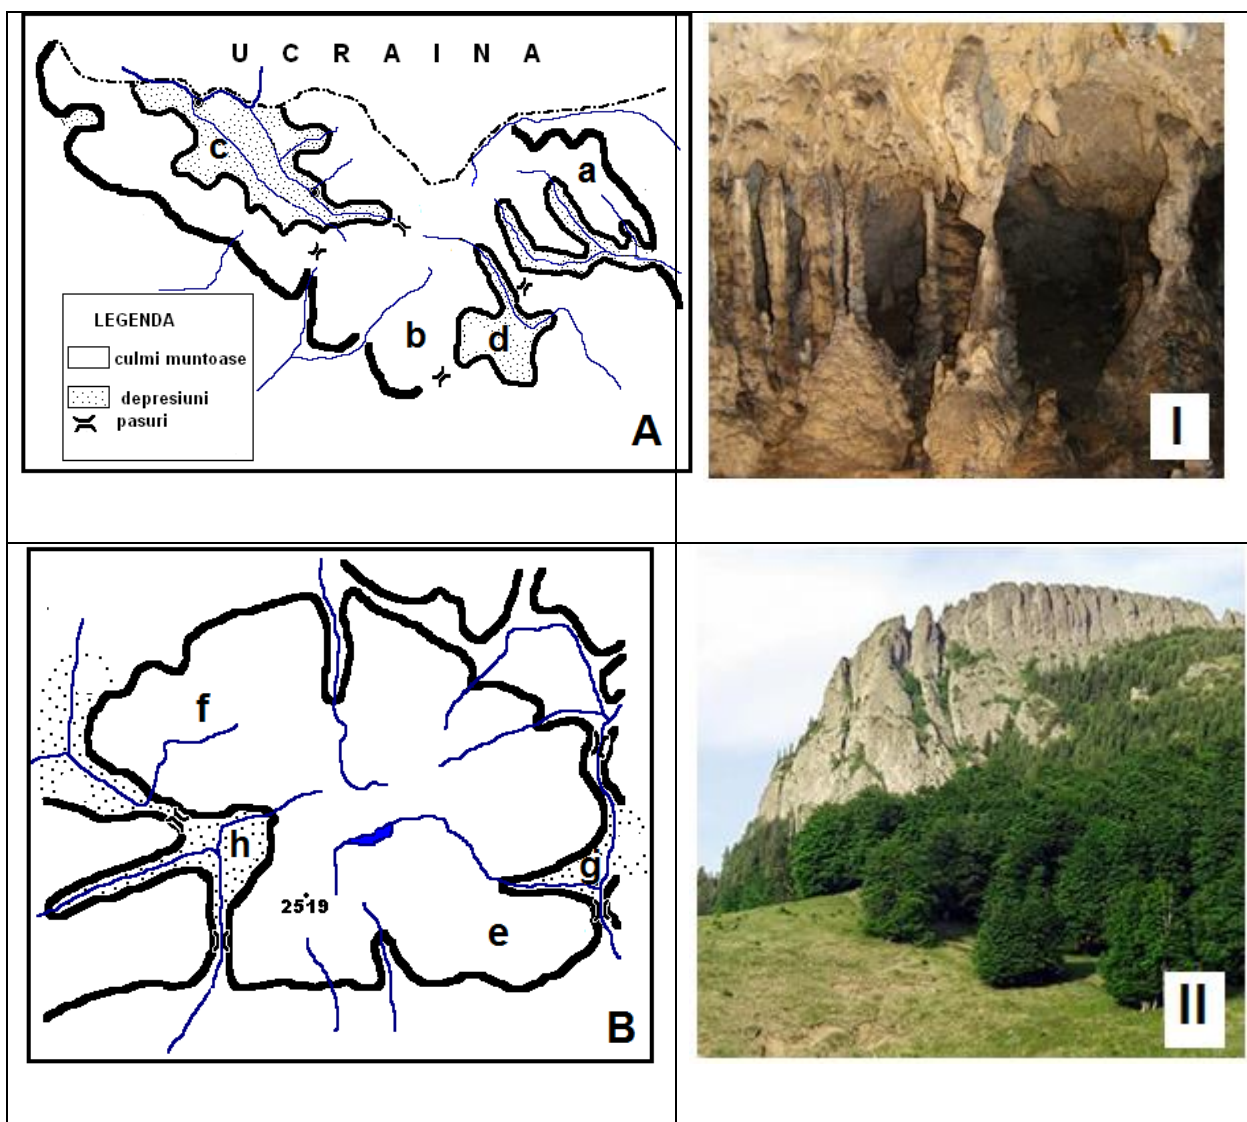 U C R A I N A
a
c
b
d
LEGENDA
culmi muntoase
depresiuni
pasuri
A
I
f
h
g
2519
e
B
II